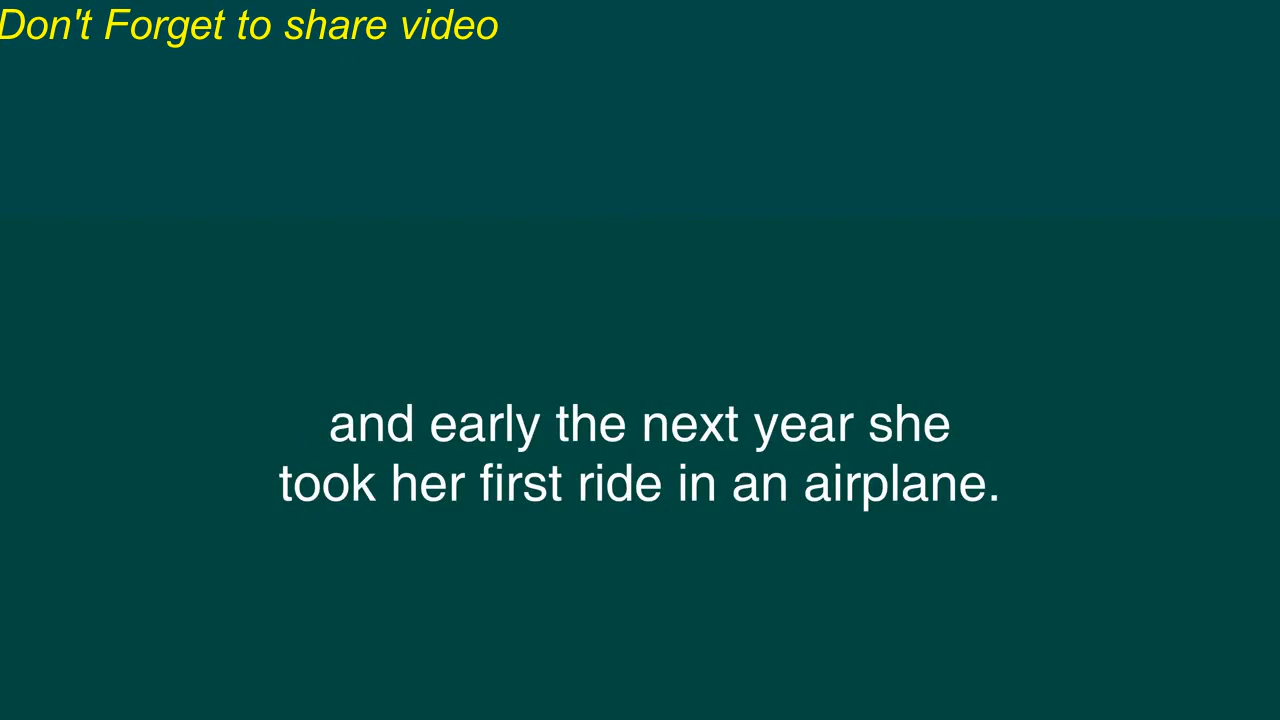 Don't Forget to share video
and early the next year she
took her first ride in an airplane.